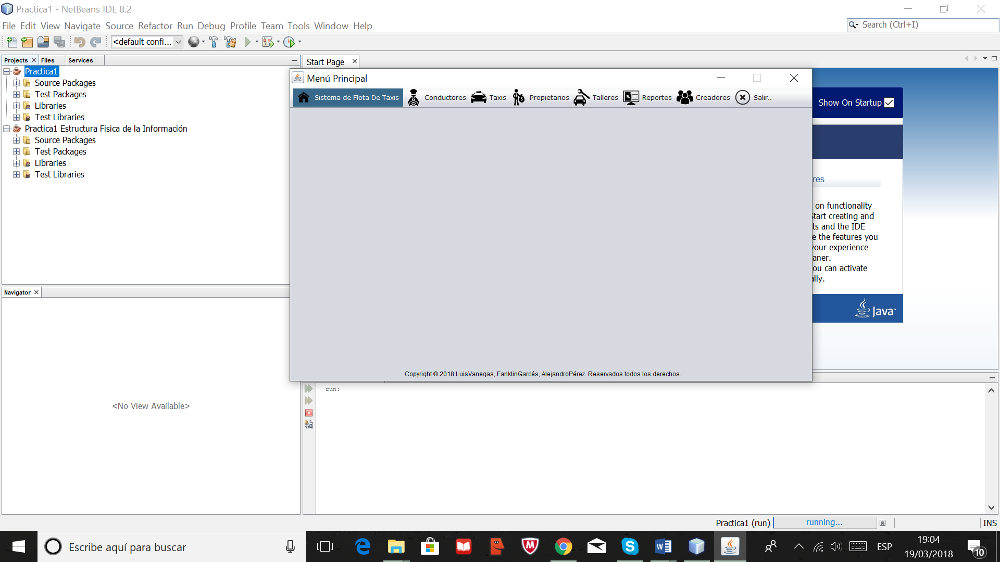 Practica1 - NetBeans IDE 8.2
File Edit View Navigate Source Refactor Run Debug Profile Team Tools Window Help
Search (Ctrl+I)
<default confi...
Projects Files Services
Start Page
Practica1
Source Packages
Test Packages
Libraries
Test Libraries
Practica1 Estructura Fisica de la Información
Source Packages
Test Packages
Libraries
Test Libraries
Menú Principal
Sistema de Flota De Taxis Conductores Taxis Propietarios Talleres Reportes Creadores Salir..
Show On Startup
res
on functionality
Start creating and
ts and the IDE
e the features you
your experience
aner.
ou can activate
ally.
Java
Copyright © 2018 LuisVanegas, FanklinGarcés, AlejandroPérez. Reservados todos los derechos.
Navigator
<No View Available>
run:
Practica1 (run) running... INS
Escribe aquí para buscar
ESP
19:04
19/03/2018
10